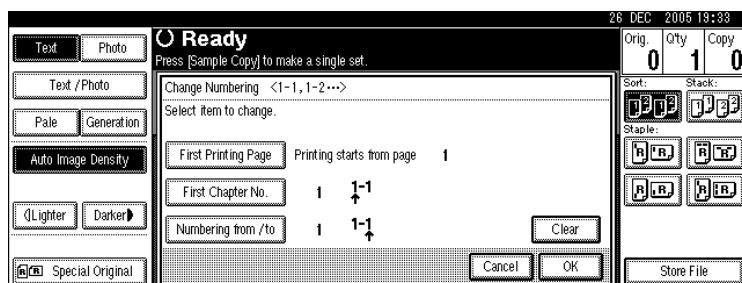 26 DEC 2005 19:33
Text Photo
Text / Photo
Pale Generation
Auto Image Density
Lighter Darker
Special Original
Ready
Press [Sample Copy] to make a single set.
Change Numbering <1-1,1-2···>
Select item to change.
First Printing Page Printing starts from page 1
First Chapter No. 1 1-1
Numbering from /to 1 1-1
Clear
Cancel OK
Orig. Q'ty Copy
0 1 0
Sort: Stack:
Staple:
Store File